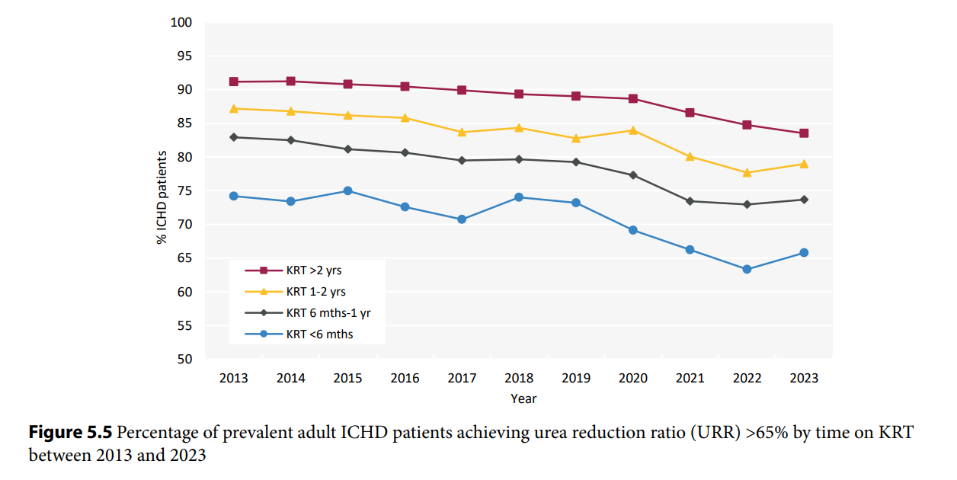 100
95
90
85
80
75
70
65
60
55
50
% ICHD patients
KRT >2 yrs
KRT 1-2 yrs
KRT 6 mths-1 yr
KRT <6 mths
2013 2014 2015 2016 2017 2018 2019 2020 2021 2022 2023
Year
Figure 5.5 Percentage of prevalent adult ICHD patients achieving urea reduction ratio (URR) >65% by time on KRT
between 2013 and 2023